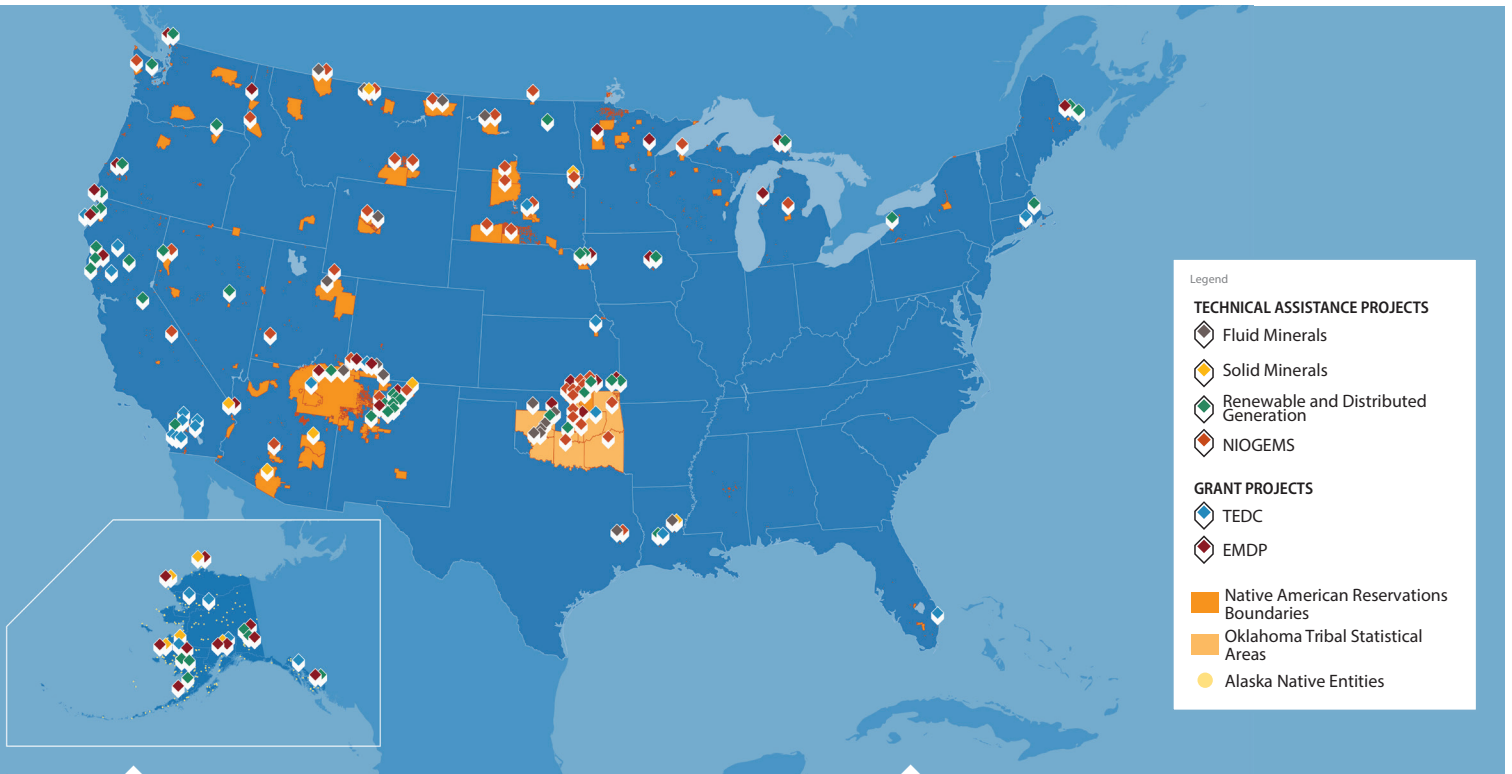 Legend
TECHNICAL ASSISTANCE PROJECTS
Fluid Minerals
Solid Minerals
Renewable and Distributed
Generation
NIOGEMS
GRANT PROJECTS
TEDC
EMDP
Native American Reservations
Boundaries
Oklahoma Tribal Statistical
Areas
Alaska Native Entities